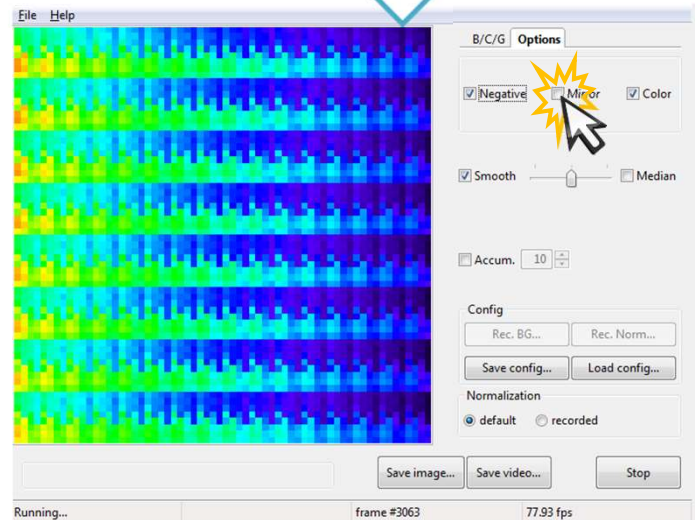 File Help
B/C/G Options
Negative Mirror Color
Smooth Median
Accum. 10
Config
Rec. BG... Rec. Norm...
Save config... Load config...
Normalization
default recorded
Save image... Save video... Stop
Running... frame #3063 77.93 fps